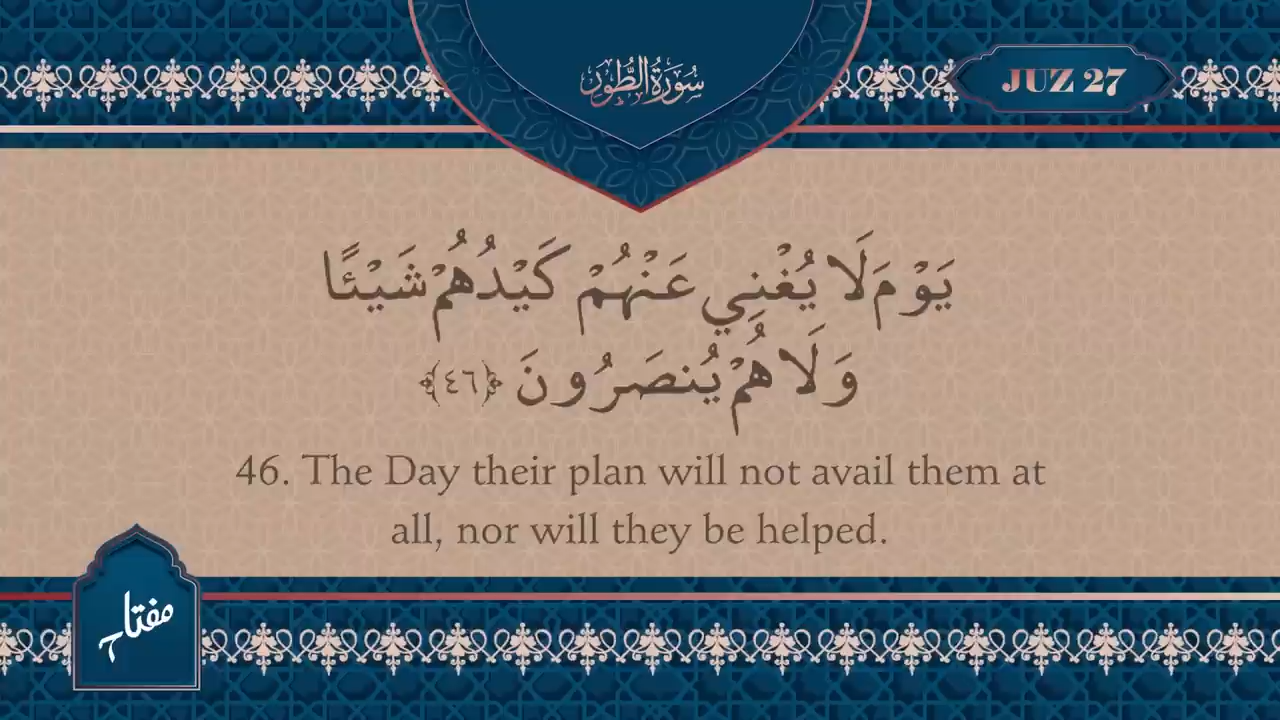 سُورَةُ الطُّورِ
JUZ 27
يَوْمَ لَا يُغْنِي عَنْهُمْ كَيْدُهُمْ شَيْئًا
وَلَا هُمْ يُنصَرُونَ ﴿٤٦﴾
46. The Day their plan will not avail them at
all, nor will they be helped.
مفتاح